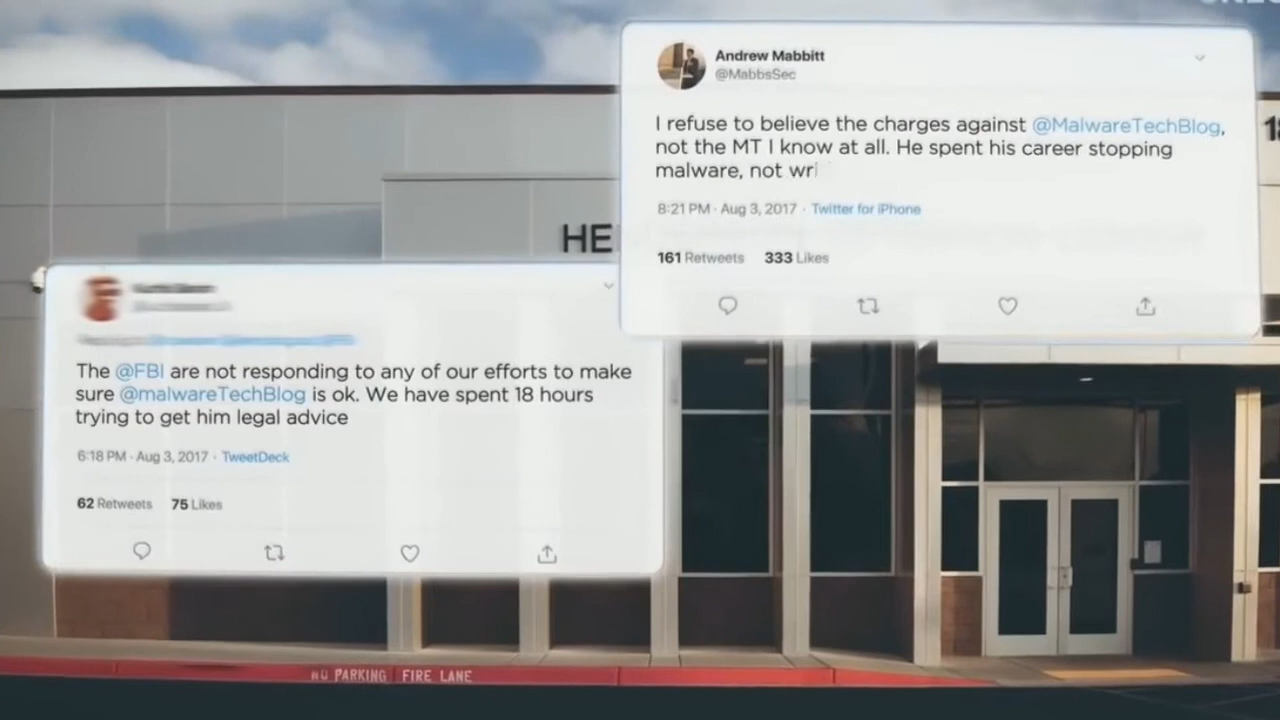 Andrew Mabbitt
@MabbsSec
I refuse to believe the charges against @MalwareTechBlog,
not the MT I know at all. He spent his career stopping
malware, not wri
8:21 PM · Aug 3, 2017 · Twitter for iPhone
161 Retweets 333 Likes
HE
The @FBI are not responding to any of our efforts to make
sure @malwareTechBlog is ok. We have spent 18 hours
trying to get him legal advice
6:18 PM · Aug 3, 2017 · TweetDeck
62 Retweets 75 Likes
NO PARKING FIRE LANE